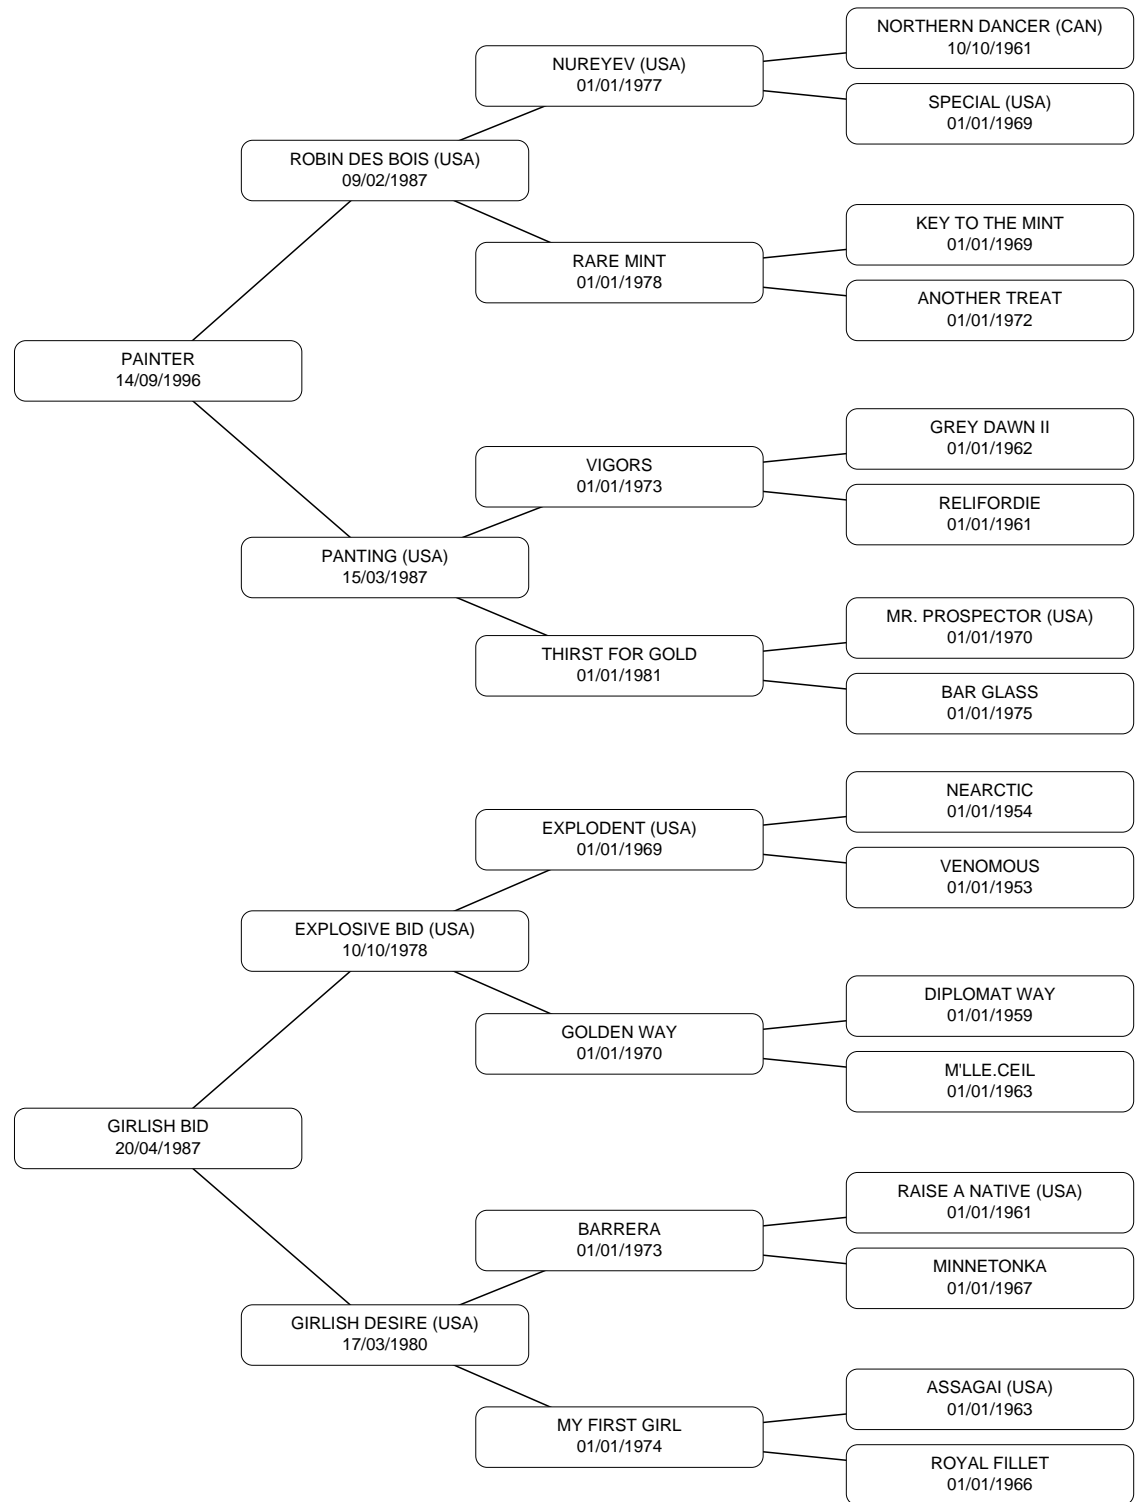 NORTHERN DANCER (CAN)
10/10/1961
NUREYEV (USA)
01/01/1977
SPECIAL (USA)
01/01/1969
ROBIN DES BOIS (USA)
09/02/1987
KEY TO THE MINT
01/01/1969
RARE MINT
01/01/1978
ANOTHER TREAT
01/01/1972
PAINTER
14/09/1996
GREY DAWN II
01/01/1962
VIGORS
01/01/1973
RELIFORDIE
01/01/1961
PANTING (USA)
15/03/1987
MR. PROSPECTOR (USA)
01/01/1970
THIRST FOR GOLD
01/01/1981
BAR GLASS
01/01/1975
NEARCTIC
01/01/1954
EXPLODENT (USA)
01/01/1969
VENOMOUS
01/01/1953
EXPLOSIVE BID (USA)
10/10/1978
DIPLOMAT WAY
01/01/1959
GOLDEN WAY
01/01/1970
M'LLE.CEIL
01/01/1963
GIRLISH BID
20/04/1987
RAISE A NATIVE (USA)
01/01/1961
BARRERA
01/01/1973
MINNETONKA
01/01/1967
GIRLISH DESIRE (USA)
17/03/1980
ASSAGAI (USA)
01/01/1963
MY FIRST GIRL
01/01/1974
ROYAL FILLET
01/01/1966